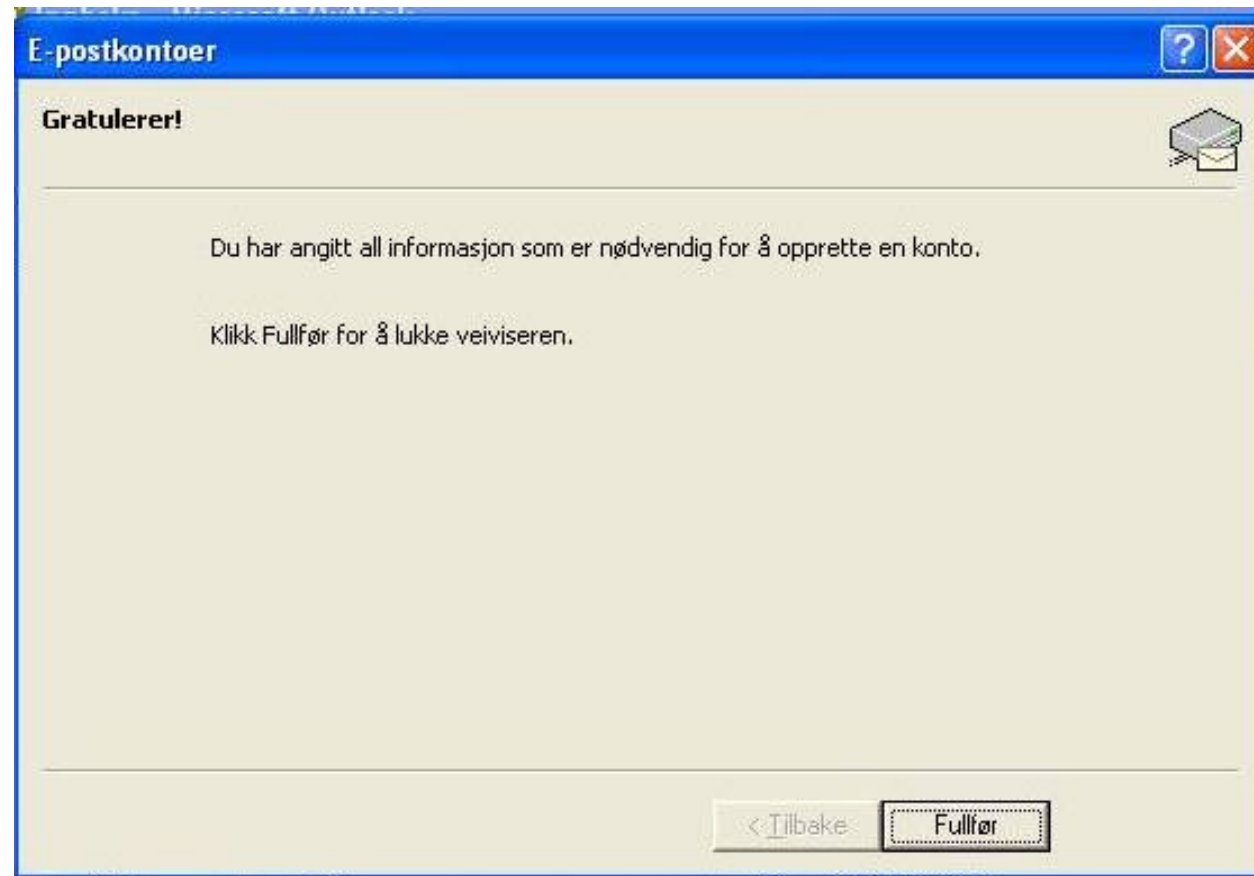 E-postkontoer
Gratulerer!
Du har angitt all informasjon som er nødvendig for å opprette en konto.
Klikk Fullfør for å lukke veiviseren.
< Tilbake
Fullfør